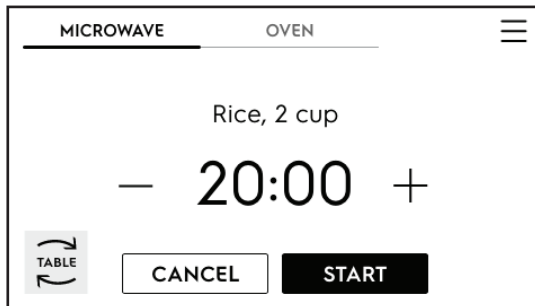 MICROWAVE OVEN
Rice, 2 cup
— 20:00 +
TABLE
CANCEL START